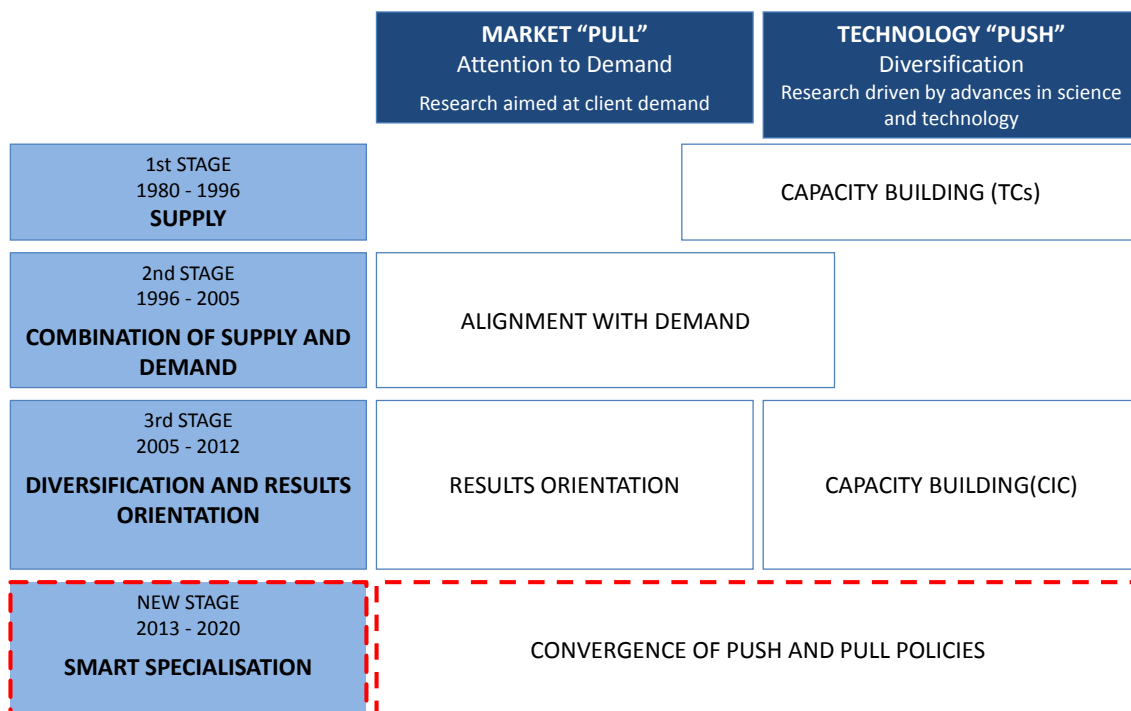 MARKET “PULL”
Attention to Demand
Research aimed at client demand
TECHNOLOGY “PUSH”
Diversification
Research driven by advances in science
and technology
1st STAGE
1980 - 1996
SUPPLY
CAPACITY BUILDING (TCs)
2nd STAGE
1996 - 2005
COMBINATION OF SUPPLY AND
DEMAND
ALIGNMENT WITH DEMAND
3rd STAGE
2005 - 2012
DIVERSIFICATION AND RESULTS
ORIENTATION
RESULTS ORIENTATION
CAPACITY BUILDING(CIC)
NEW STAGE
2013 - 2020
SMART SPECIALISATION
CONVERGENCE OF PUSH AND PULL POLICIES